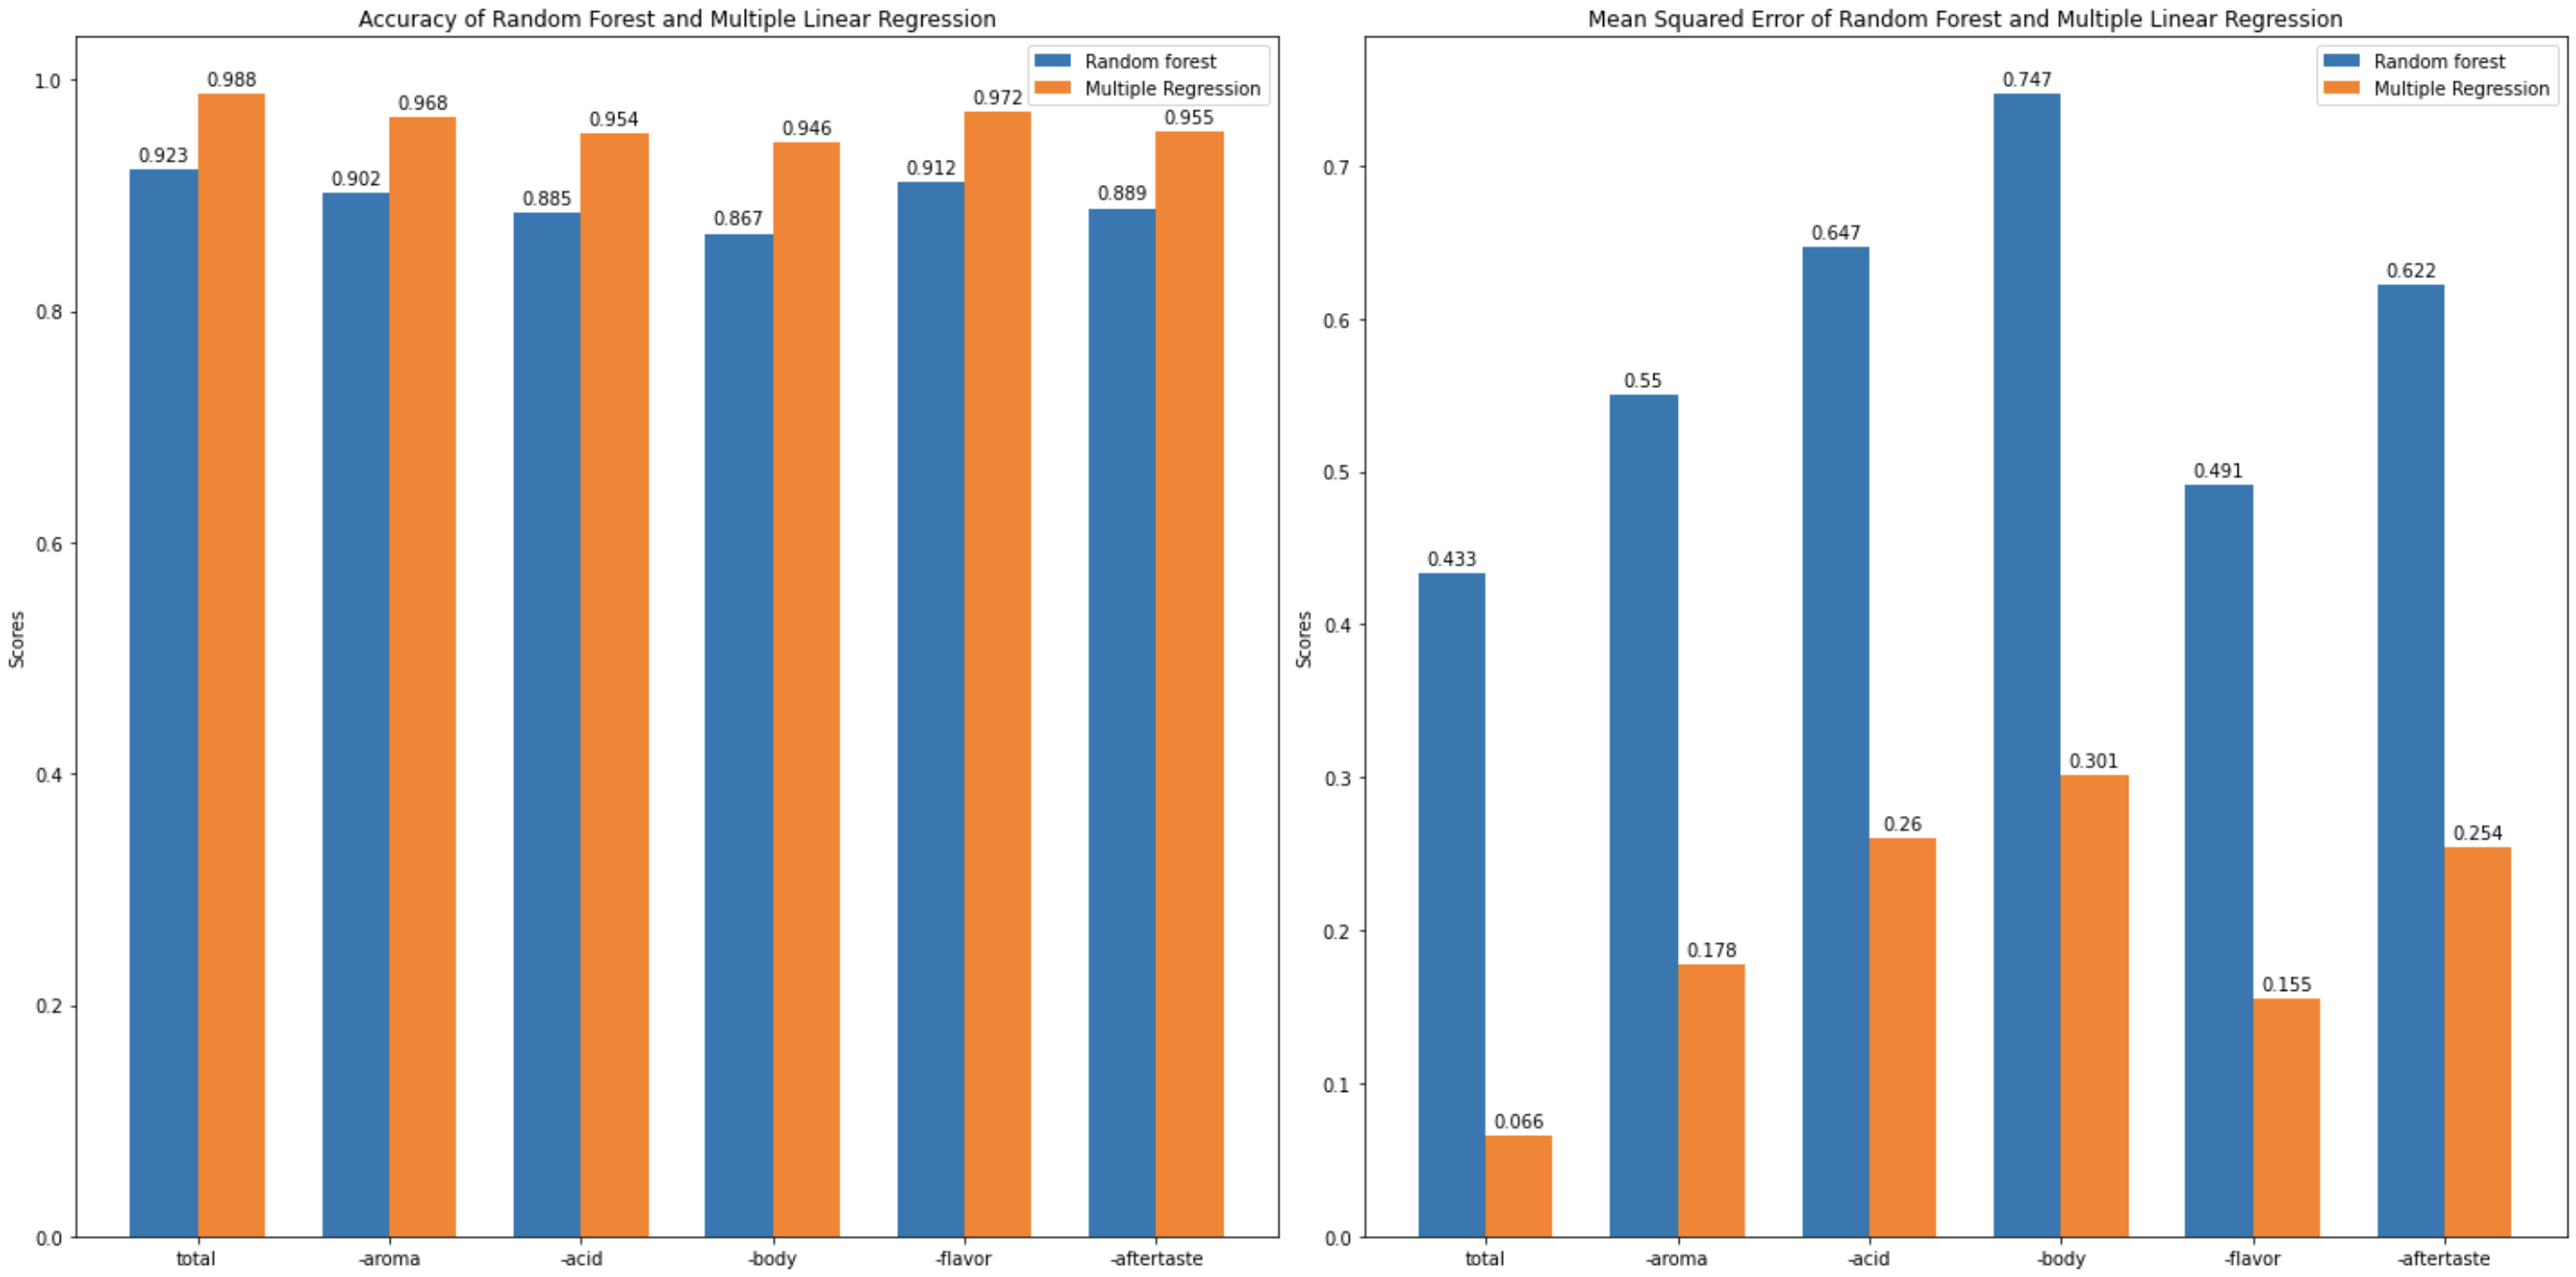 Accuracy of Random Forest and Multiple Linear Regression
Random forest
Multiple Regression
Scores
1.0
0.8
0.6
0.4
0.2
0.0
0.923
0.988
0.902
0.968
0.885
0.954
0.867
0.946
0.912
0.972
0.889
0.955
total
-aroma
-acid
-body
-flavor
-aftertaste
Mean Squared Error of Random Forest and Multiple Linear Regression
Random forest
Multiple Regression
Scores
0.7
0.6
0.5
0.4
0.3
0.2
0.1
0.0
0.433
0.066
0.55
0.178
0.647
0.26
0.747
0.301
0.491
0.155
0.622
0.254
total
-aroma
-acid
-body
-flavor
-aftertaste